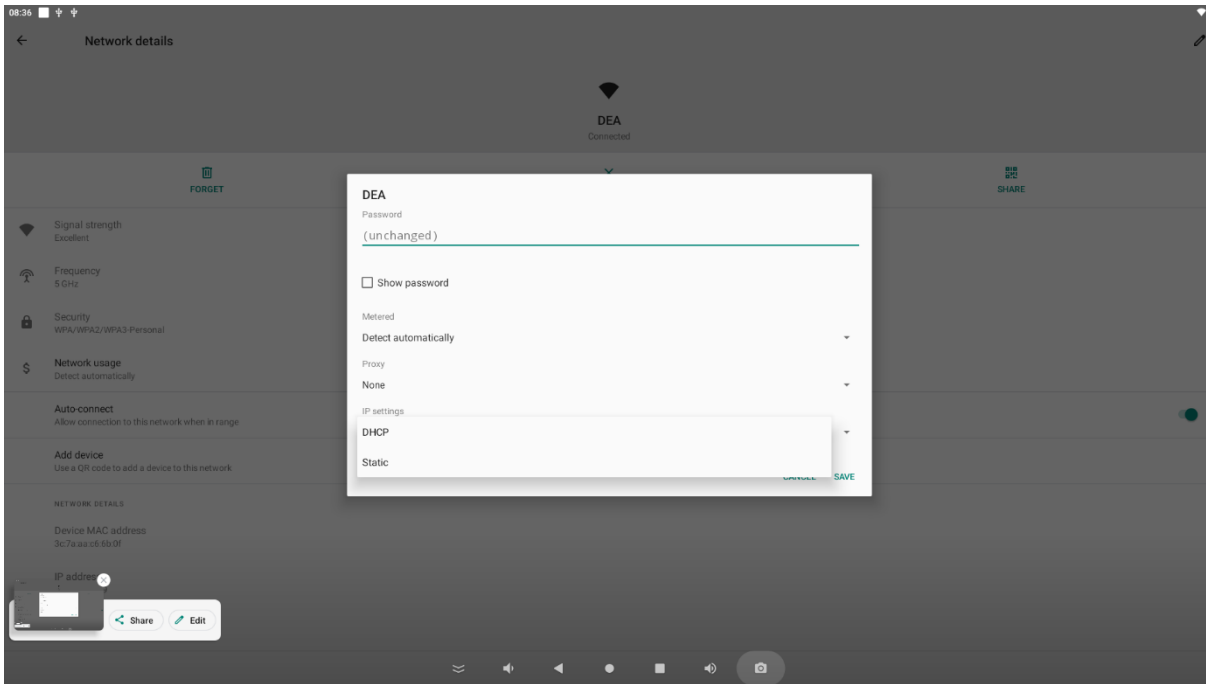 08:36
Network details
DEA
Connected
FORGET
SHARE
Signal strength
Excellent
Frequency
5 GHz
Security
WPA/WPA2/WPA3-Personal
Network usage
Detect automatically
Auto-connect
Allow connection to this network when in range
Add device
Use a QR code to add a device to this network
NETWORK DETAILS
Device MAC address
3c:7a:aa:c6:6b:0f
IP address
DEA
Password
(unchanged)
Show password
Metered
Detect automatically
Proxy
None
IP settings
DHCP
Static
CANCEL SAVE
Share Edit